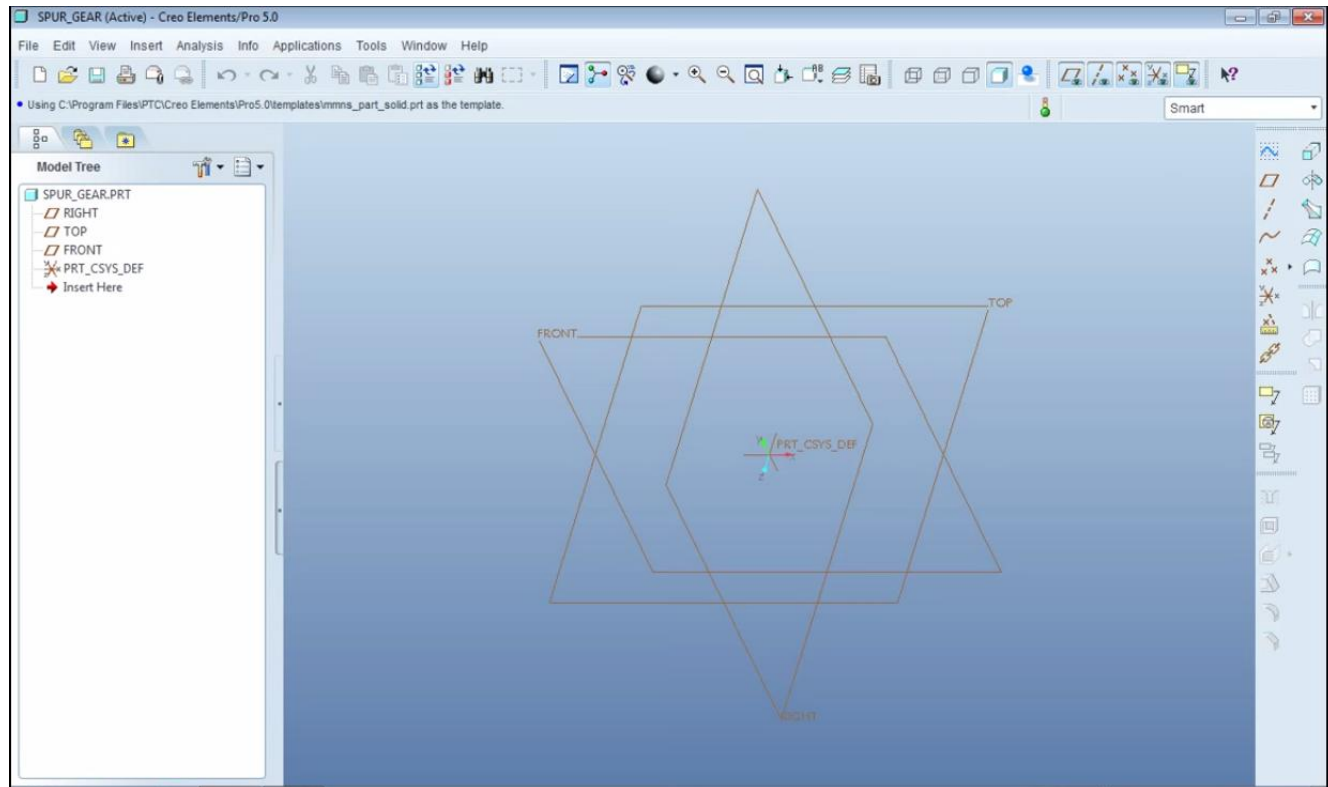 SPUR_GEAR (Active) - Creo Elements/Pro 5.0
File Edit View Insert Analysis Info Applications Tools Window Help
Using C:\Program Files\PTC\Creo Elements\Pro5.0\templates\mmns_part_solid.prt as the template.
Smart
Model Tree
SPUR_GEAR.PRT
RIGHT
TOP
FRONT
PRT_CSYS_DEF
Insert Here
TOP
FRONT
Y PRT_CSYS_DEF
X
Z
RIGHT